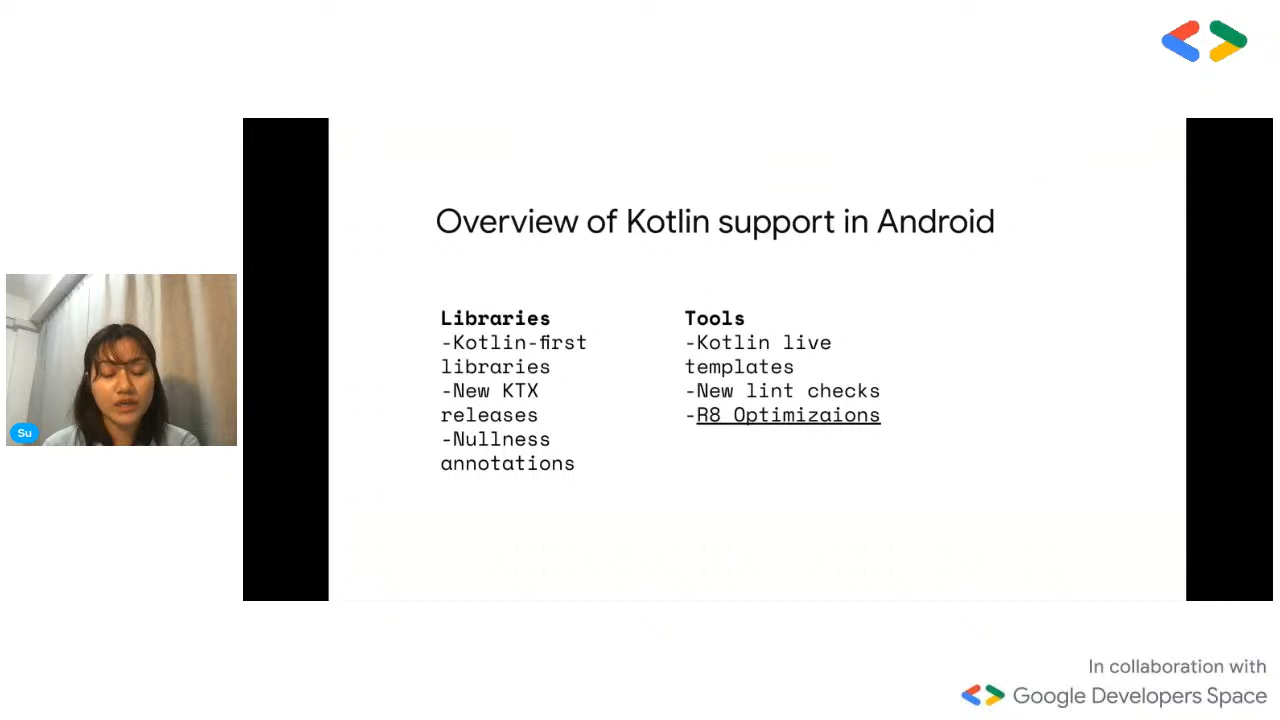 Overview of Kotlin support in Android
Libraries
-Kotlin-first
libraries
-New KTX
releases
-Nullness
annotations
Tools
-Kotlin live
templates
-New lint checks
-R8 Optimizaions
Su
In collaboration with
Google Developers Space